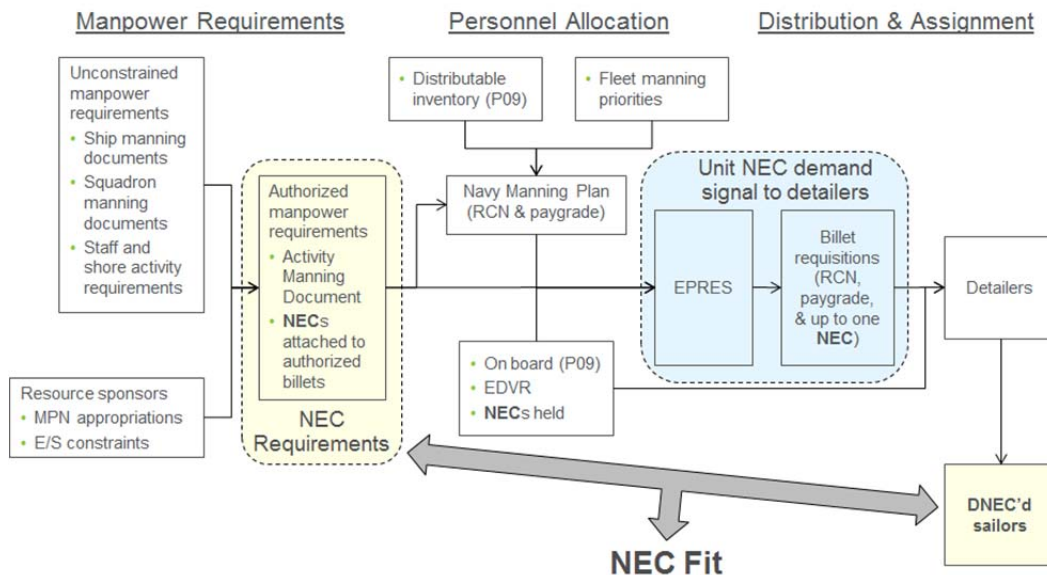 Manpower Requirements
Personnel Allocation
Distribution & Assignment
Unconstrained
manpower
requirements
• Ship manning
documents
• Squadron
manning
documents
• Staff and
shore activity
requirements
Resource sponsors
• MPN appropriations
• E/S constraints
Authorized
manpower
requirements
• Activity
Manning
Document
• NECs
attached to
authorized
billets
NEC
Requirements
• Distributable
inventory (P09)
• Fleet manning
priorities
Navy Manning Plan
(RCN & paygrade)
• On board (P09)
• EDVR
• NECs held
Unit NEC demand
signal to detailers
EPRES
Billet
requisitions
(RCN,
paygrade,
& up to one
NEC)
Detailers
DNEC'd
sailors
NEC Fit